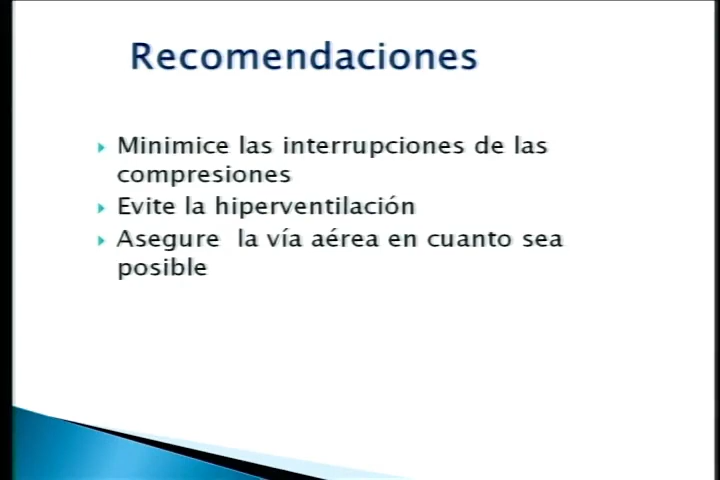 Recomendaciones
Minimice las interrupciones de las
compresiones
Evite la hiperventilación
Asegure la vía aérea en cuanto sea
posible